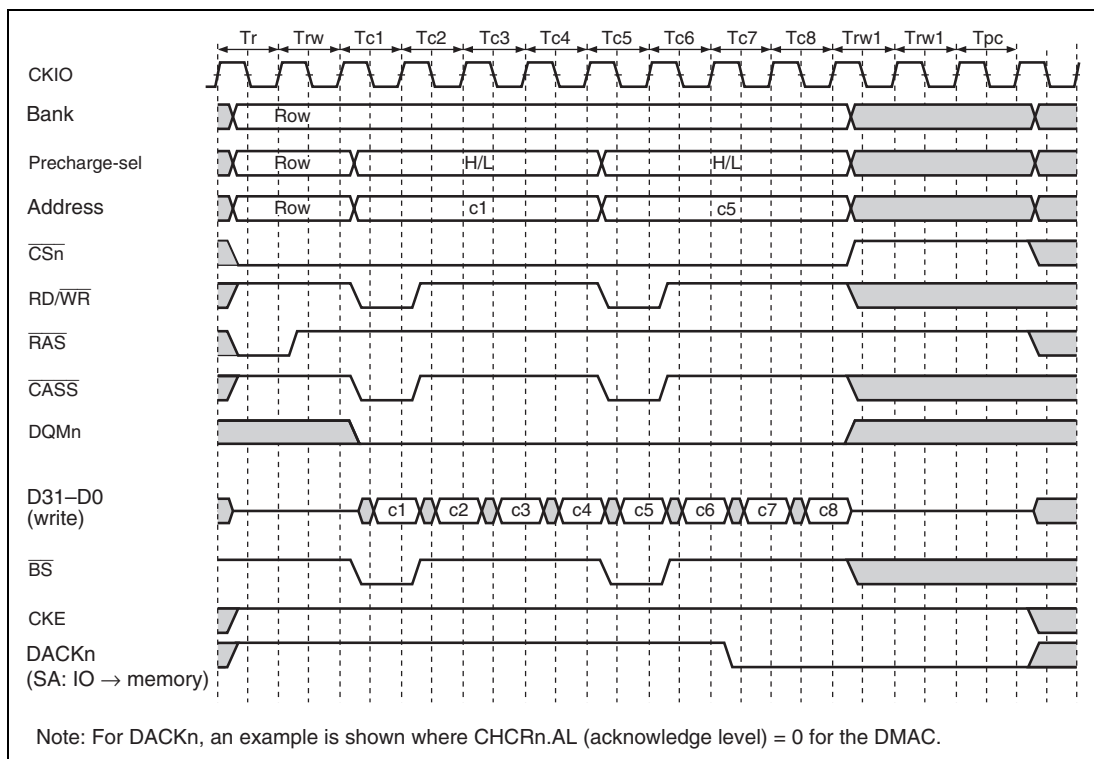 Tr Trw Tc1 Tc2 Tc3 Tc4 Tc5 Tc6 Tc7 Tc8 Trw1 Trw1 Tpc
CKIO
Bank Row
Precharge-sel Row H/L H/L
Address Row c1 c5
CSn
RD/WR
RAS
CASS
DQMn
D31–D0
(write)
c1 c2 c3 c4 c5 c6 c7 c8
BS
CKE
DACKn
(SA: IO → memory)
Note: For DACKn, an example is shown where CHCRn.AL (acknowledge level) = 0 for the DMAC.